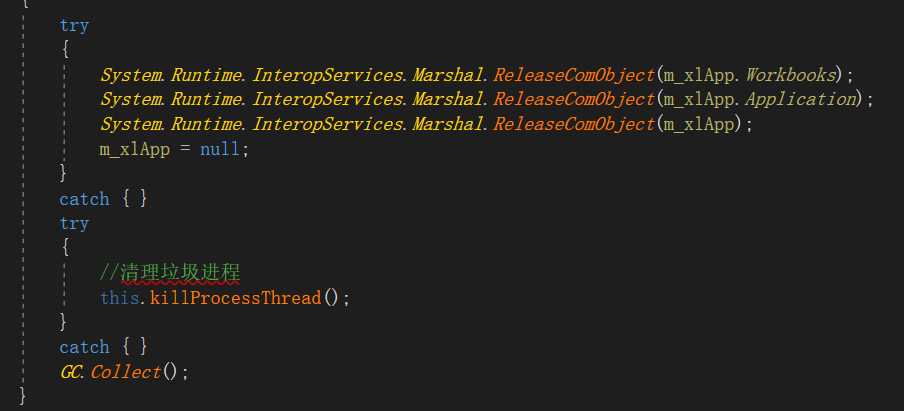 {
try
{
System.Runtime.InteropServices.Marshal.ReleaseComObject(m_xlApp.Workbooks);
System.Runtime.InteropServices.Marshal.ReleaseComObject(m_xlApp.Application);
System.Runtime.InteropServices.Marshal.ReleaseComObject(m_xlApp);
m_xlApp = null;
}
catch { }
try
{
//清理垃圾进程
this.killProcessThread();
}
catch { }
GC.Collect();
}